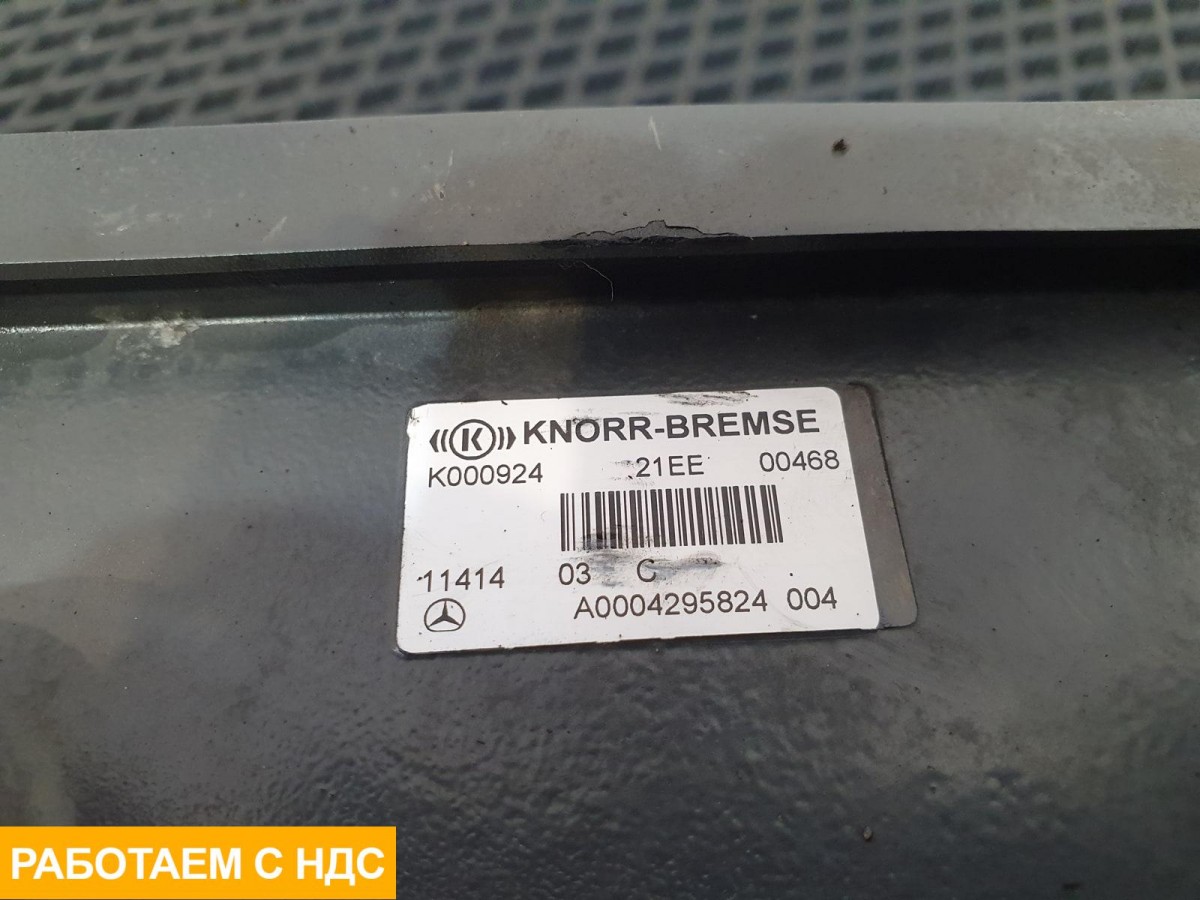 K KNORR-BREMSE
K000924 21EE 00468
11414 03 C
A0004295824 004
РАБОТАЕМ С НДС